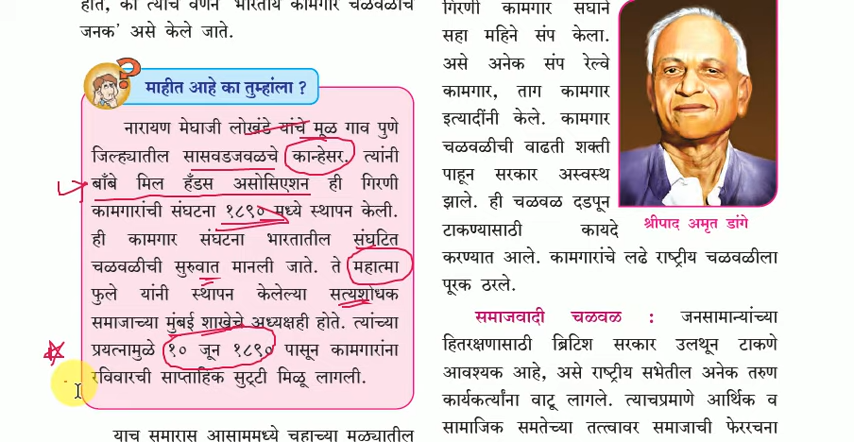 होते, की त्यांचे वर्णन 'भारतीय कामगार चळवळीचे
जनक' असे केले जाते.
माहीत आहे का तुम्हांला ?
नारायण मेघाजी लोखंडे यांचे मूळ गाव पुणे
जिल्ह्यातील सासवडजवळचे कान्हेसर. त्यांनी
बाँबे मिल हँडस असोसिएशन ही गिरणी
कामगारांची संघटना १८९० मध्ये स्थापन केली.
ही कामगार संघटना भारतातील संघटित
चळवळीची सुरुवात मानली जाते. ते महात्मा
फुले यांनी स्थापन केलेल्या सत्यशोधक
समाजाच्या मुंबई शाखेचे अध्यक्षही होते. त्यांच्या
प्रयत्नामुळे १० जून १८९० पासून कामगारांना
रविवारची साप्ताहिक सुट्टी मिळू लागली.
याच सुमारास आसाममध्ये चहाच्या मळ्यातील
गिरणी कामगार संघाने
सहा महिने संप केला.
असे अनेक संप रेल्वे
कामगार, ताग कामगार
इत्यादींनी केले. कामगार
चळवळीची वाढती शक्ती
पाहून सरकार अस्वस्थ
झाले. ही चळवळ दडपून
टाकण्यासाठी कायदे
श्रीपाद अमृत डांगे
करण्यात आले. कामगारांचे लढे राष्ट्रीय चळवळीला
पूरक ठरले.
समाजवादी चळवळ : जनसामान्यांच्या
हितरक्षणासाठी ब्रिटिश सरकार उलथून टाकणे
आवश्यक आहे, असे राष्ट्रीय सभेतील अनेक तरुण
कार्यकर्त्यांना वाटू लागले. त्याचप्रमाणे आर्थिक व
सामाजिक समतेच्या तत्त्वावर समाजाची फेररचना